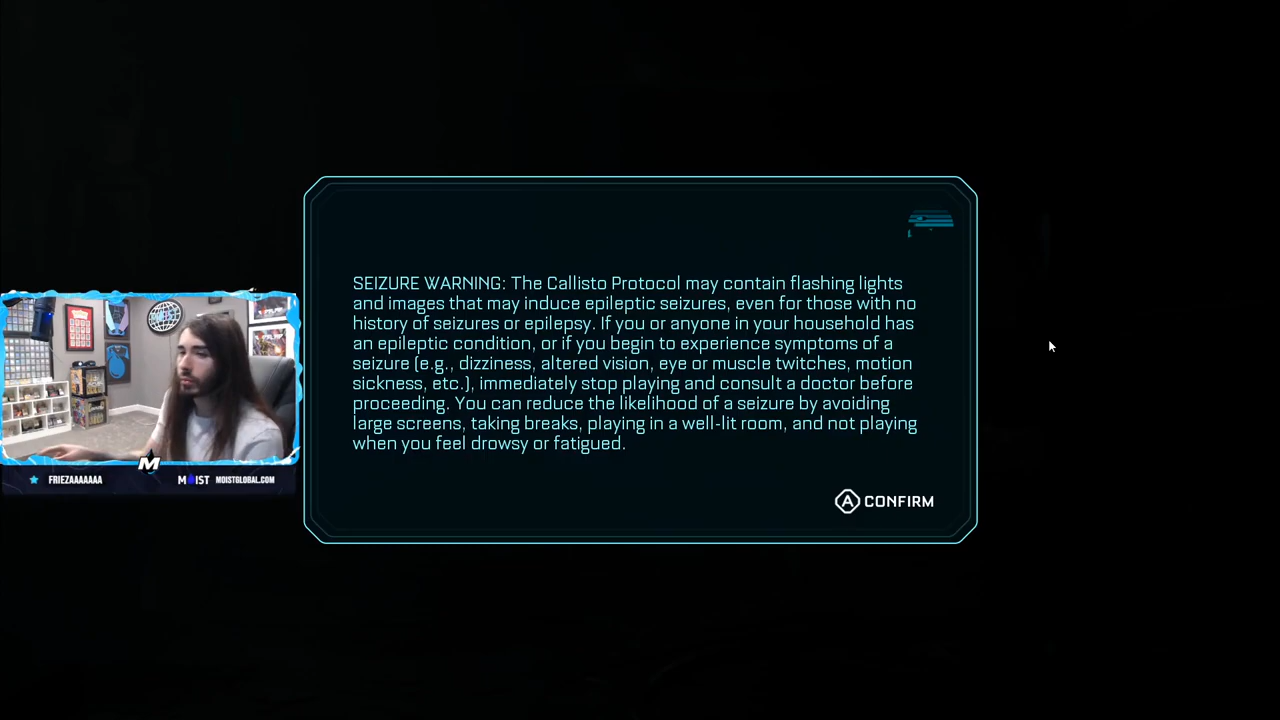 SEIZURE WARNING: The Callisto Protocol may contain flashing lights
and images that may induce epileptic seizures, even for those with no
history of seizures or epilepsy. If you or anyone in your household has
an epileptic condition, or if you begin to experience symptoms of a
seizure (e.g., dizziness, altered vision, eye or muscle twitches, motion
sickness, etc.), immediately stop playing and consult a doctor before
proceeding. You can reduce the likelihood of a seizure by avoiding
large screens, taking breaks, playing in a well-lit room, and not playing
when you feel drowsy or fatigued.
A CONFIRM
M
FRIEZAAAAAAA MOIST MOISTGLOBAL.COM